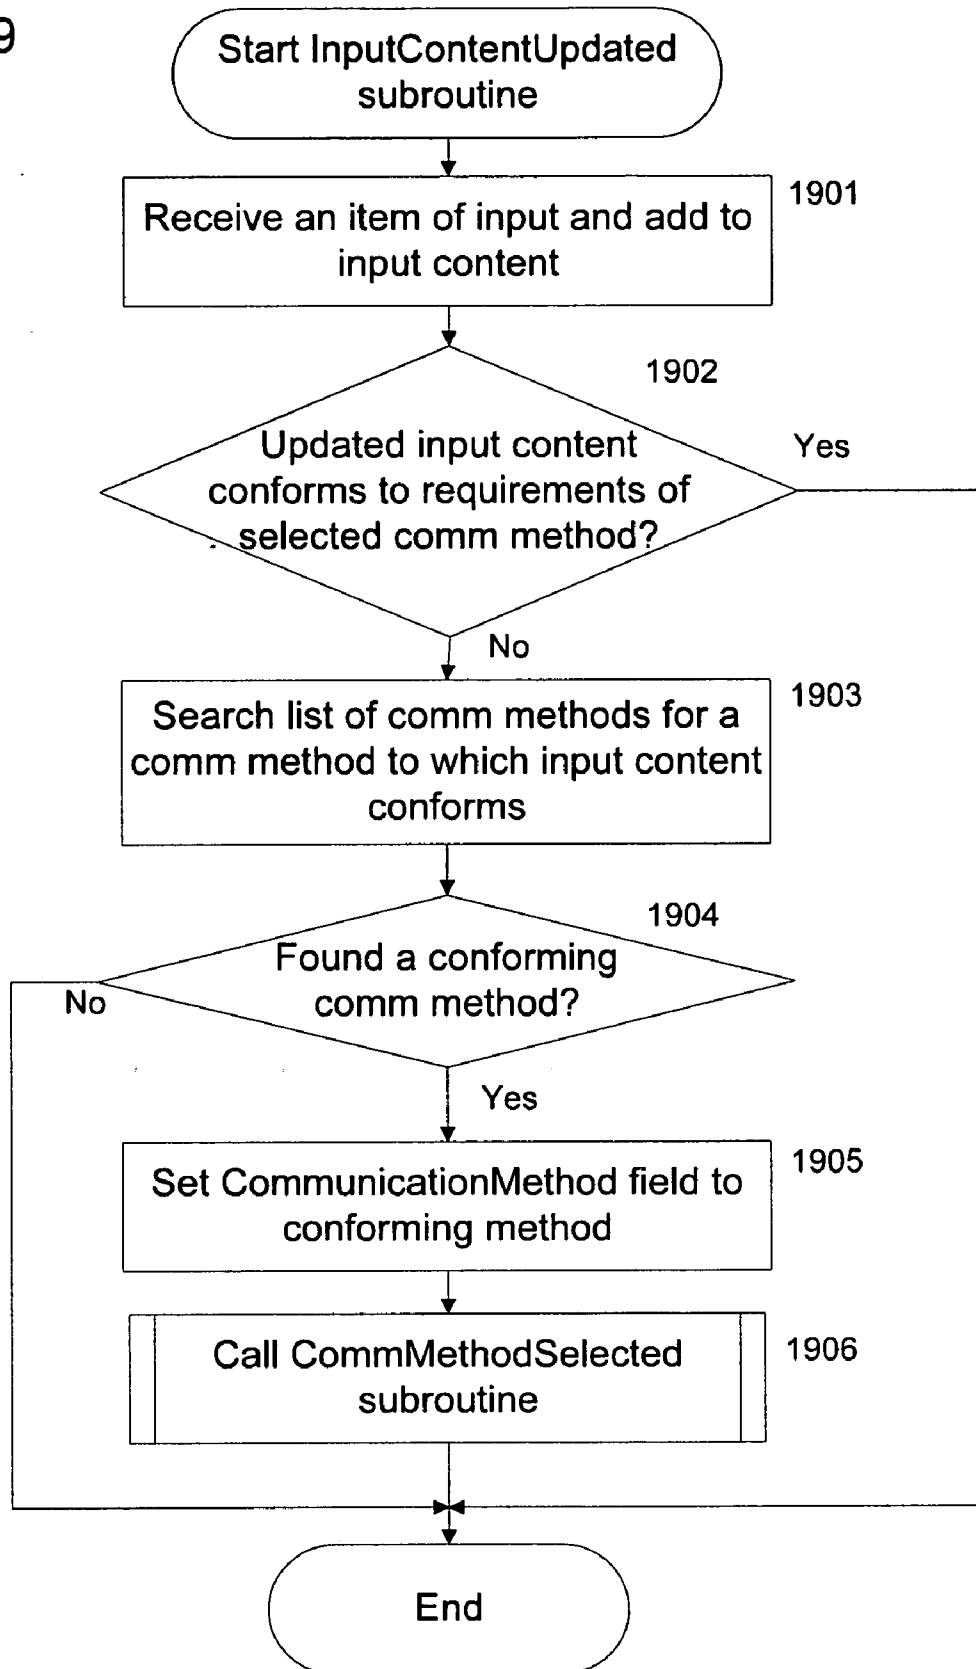 9
Start InputContentUpdated
subroutine
1901
Receive an item of input and add to
input content
1902
Updated input content
conforms to requirements of
selected comm method?
Yes
No
1903
Search list of comm methods for a
comm method to which input content
conforms
1904
Found a conforming
comm method?
No
Yes
1905
Set CommunicationMethod field to
conforming method
1906
Call CommMethodSelected
subroutine
End